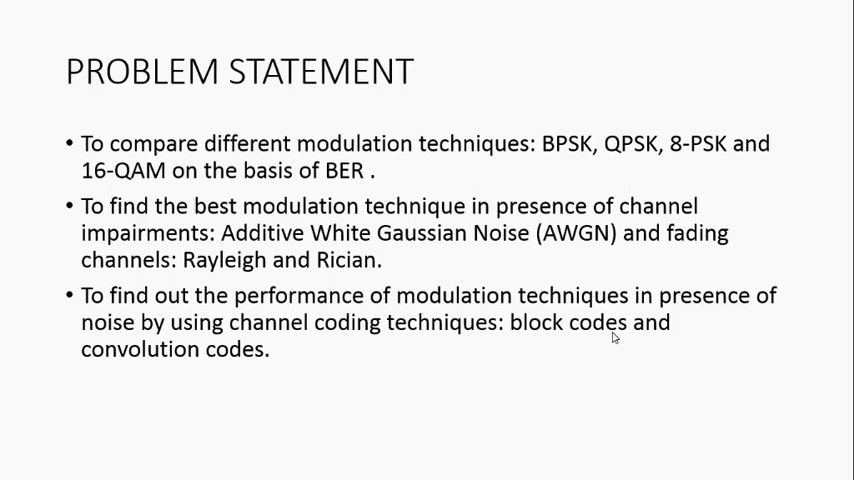 PROBLEM STATEMENT
• To compare different modulation techniques: BPSK, QPSK, 8-PSK and
16-QAM on the basis of BER .
• To find the best modulation technique in presence of channel
impairments: Additive White Gaussian Noise (AWGN) and fading
channels: Rayleigh and Rician.
• To find out the performance of modulation techniques in presence of
noise by using channel coding techniques: block codes and
convolution codes.